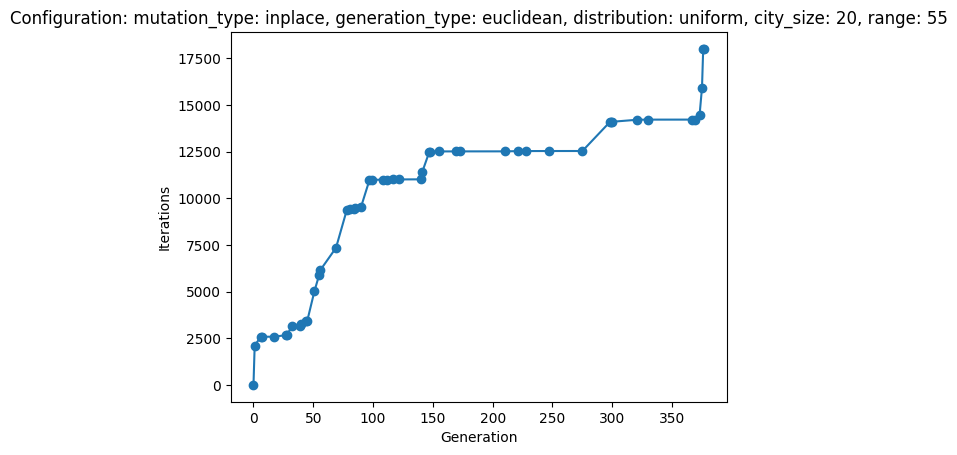 Configuration: mutation_type: inplace, generation_type: euclidean, distribution: uniform, city_size: 20, range: 55
17500
15000
12500
10000
7500
5000
2500
0
Iterations
0 50 100 150 200 250 300 350
Generation